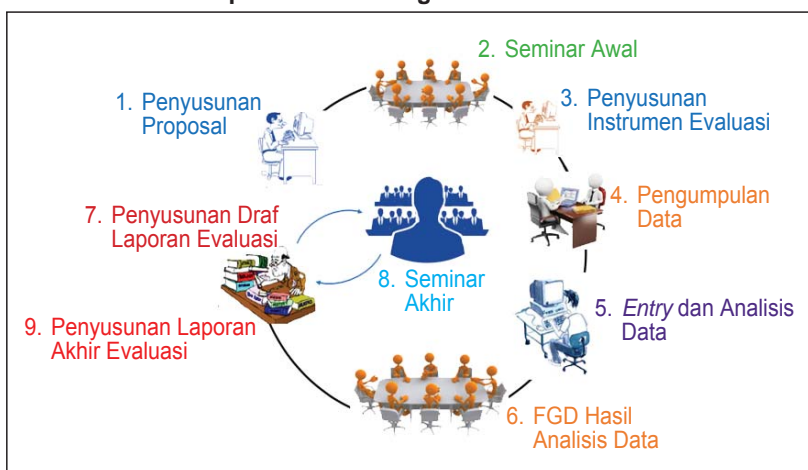 2. Seminar Awal
1. Penyusunan
Proposal
3. Penyusunan
Instrumen Evaluasi
4. Pengumpulan
Data
5. Entry dan Analisis
Data
6. FGD Hasil
Analisis Data
7. Penyusunan Draf
Laporan Evaluasi
8. Seminar
Akhir
9. Penyusunan Laporan
Akhir Evaluasi